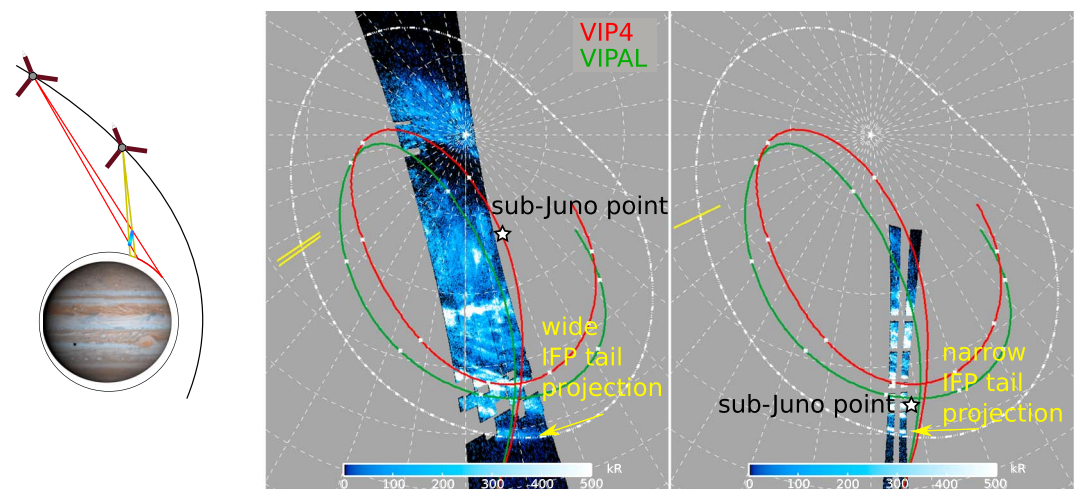 VIP4
VIPAL
sub-Juno point
wide
IFP tail
projection
kR
0 100 200 300 400 500
narrow
IFP tail
sub-Juno point
projection
kR
0 100 200 300 400 500